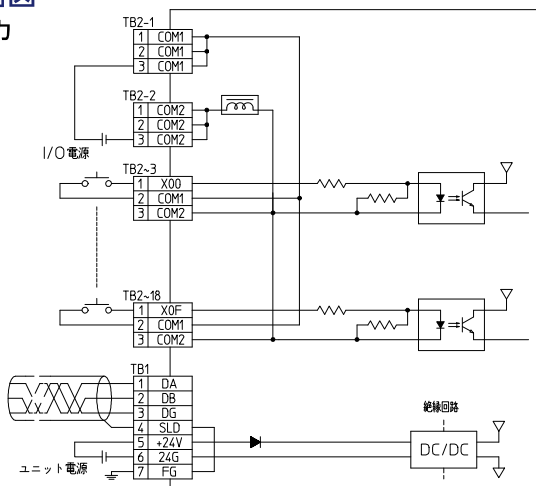 力
TB2-1
1 COM1
2 COM1
3 COM1
TB2-2
1 COM2
2 COM2
3 COM2
I/O電源
TB2~3
1 X00
2 COM1
3 COM2
TB2~18
1 X0F
2 COM1
3 COM2
TB1
1 DA
2 DB
3 DG
4 SLD
5 +24V
6 24G
7 FG
ユニット電源
絶縁回路
DC/DC